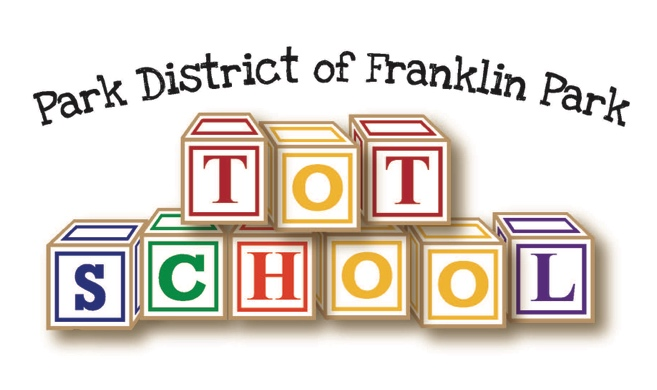 Park District of Franklin Park
TOT
SCHOOL